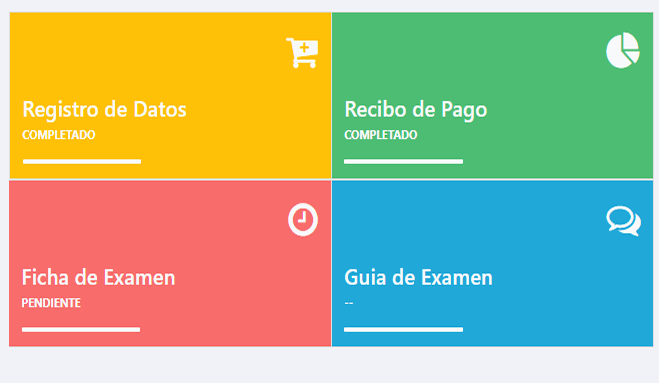 Registro de Datos
COMPLETADO
Recibo de Pago
COMPLETADO
Ficha de Examen
PENDIENTE
Guia de Examen
--